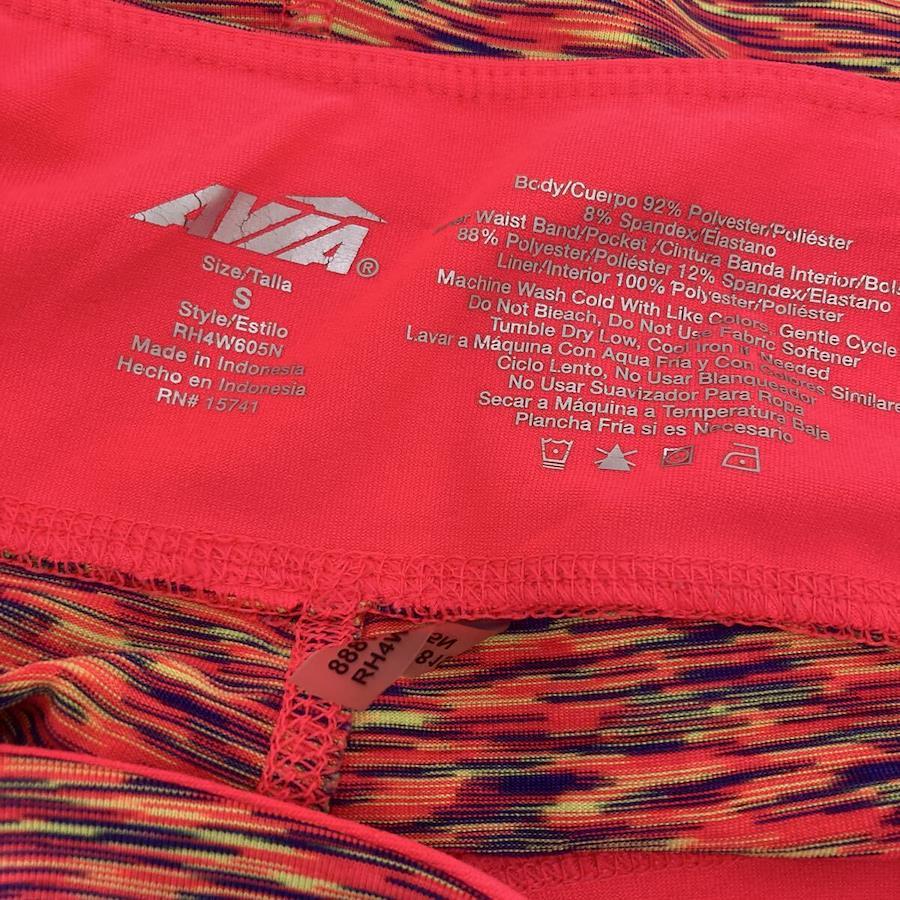 AVIA®
Size/Talla
S
Style/Estilo
RH4W605N
Made in Indonesia
Hecho en Indonesia
RN# 15741
Body/Cuerpo 92% Polyester/Poliéster
8% Spandex/Elastano
Waist Band/Pocket /Cintura Banda Interior/
88% Polyester/Poliéster 12% Spandex/Elastano
Liner/Interior 100% Polyester/Poliéster
Machine Wash Cold With Like Colors, Gentle Cycle
Do Not Bleach, Do Not Use Fabric Softener
Tumble Dry Low, Cool Iron If Needed
Lavar a Máquina Con Agua Fría y Con Colores Similare
Ciclo Lento, No Usar Blanqueador
No Usar Suavizador Para Ropa
Secar a Máquina a Temperatura Baja
Plancha Fría si es Necesario
888
RH4W